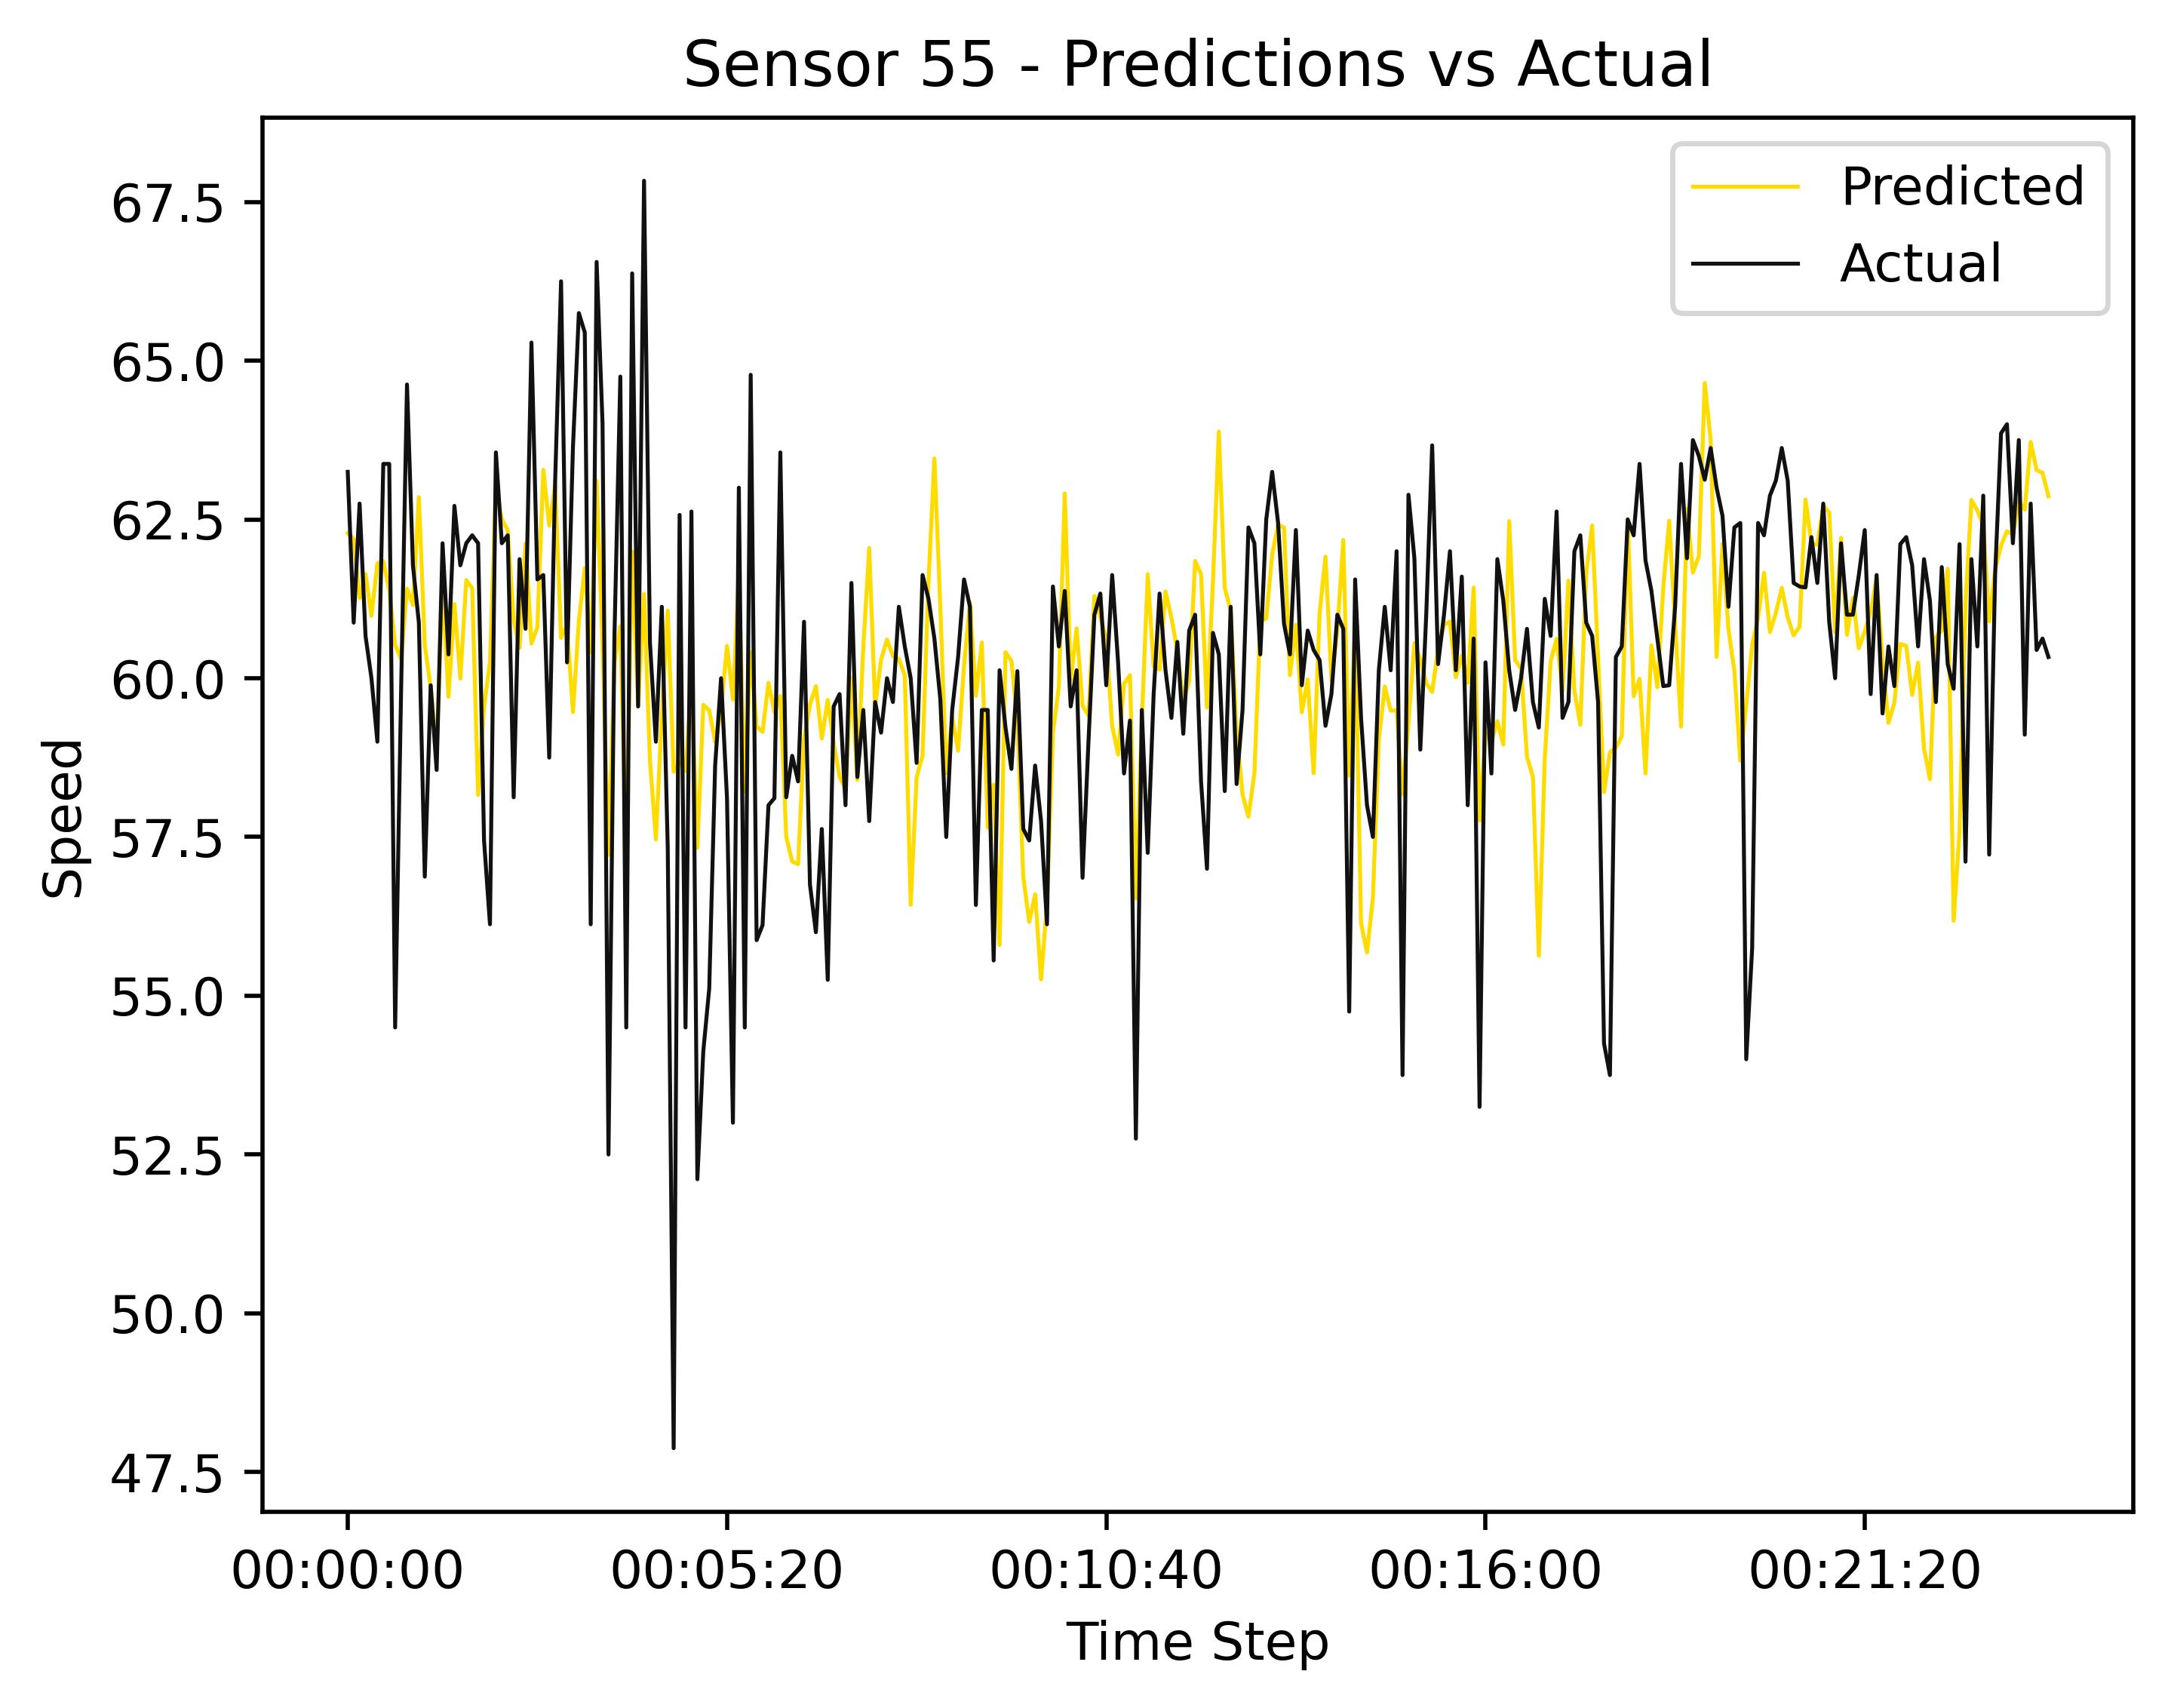 Sensor 55 - Predictions vs Actual
Predicted
Actual
67.5
65.0
62.5
60.0
57.5
55.0
52.5
50.0
47.5
Speed
00:00:00 00:05:20 00:10:40 00:16:00 00:21:20
Time Step